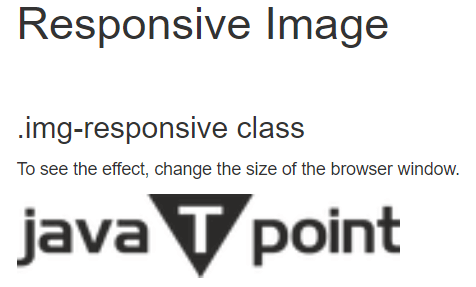 Responsive Image
.img-responsive class
To see the effect, change the size of the browser window.
java T point